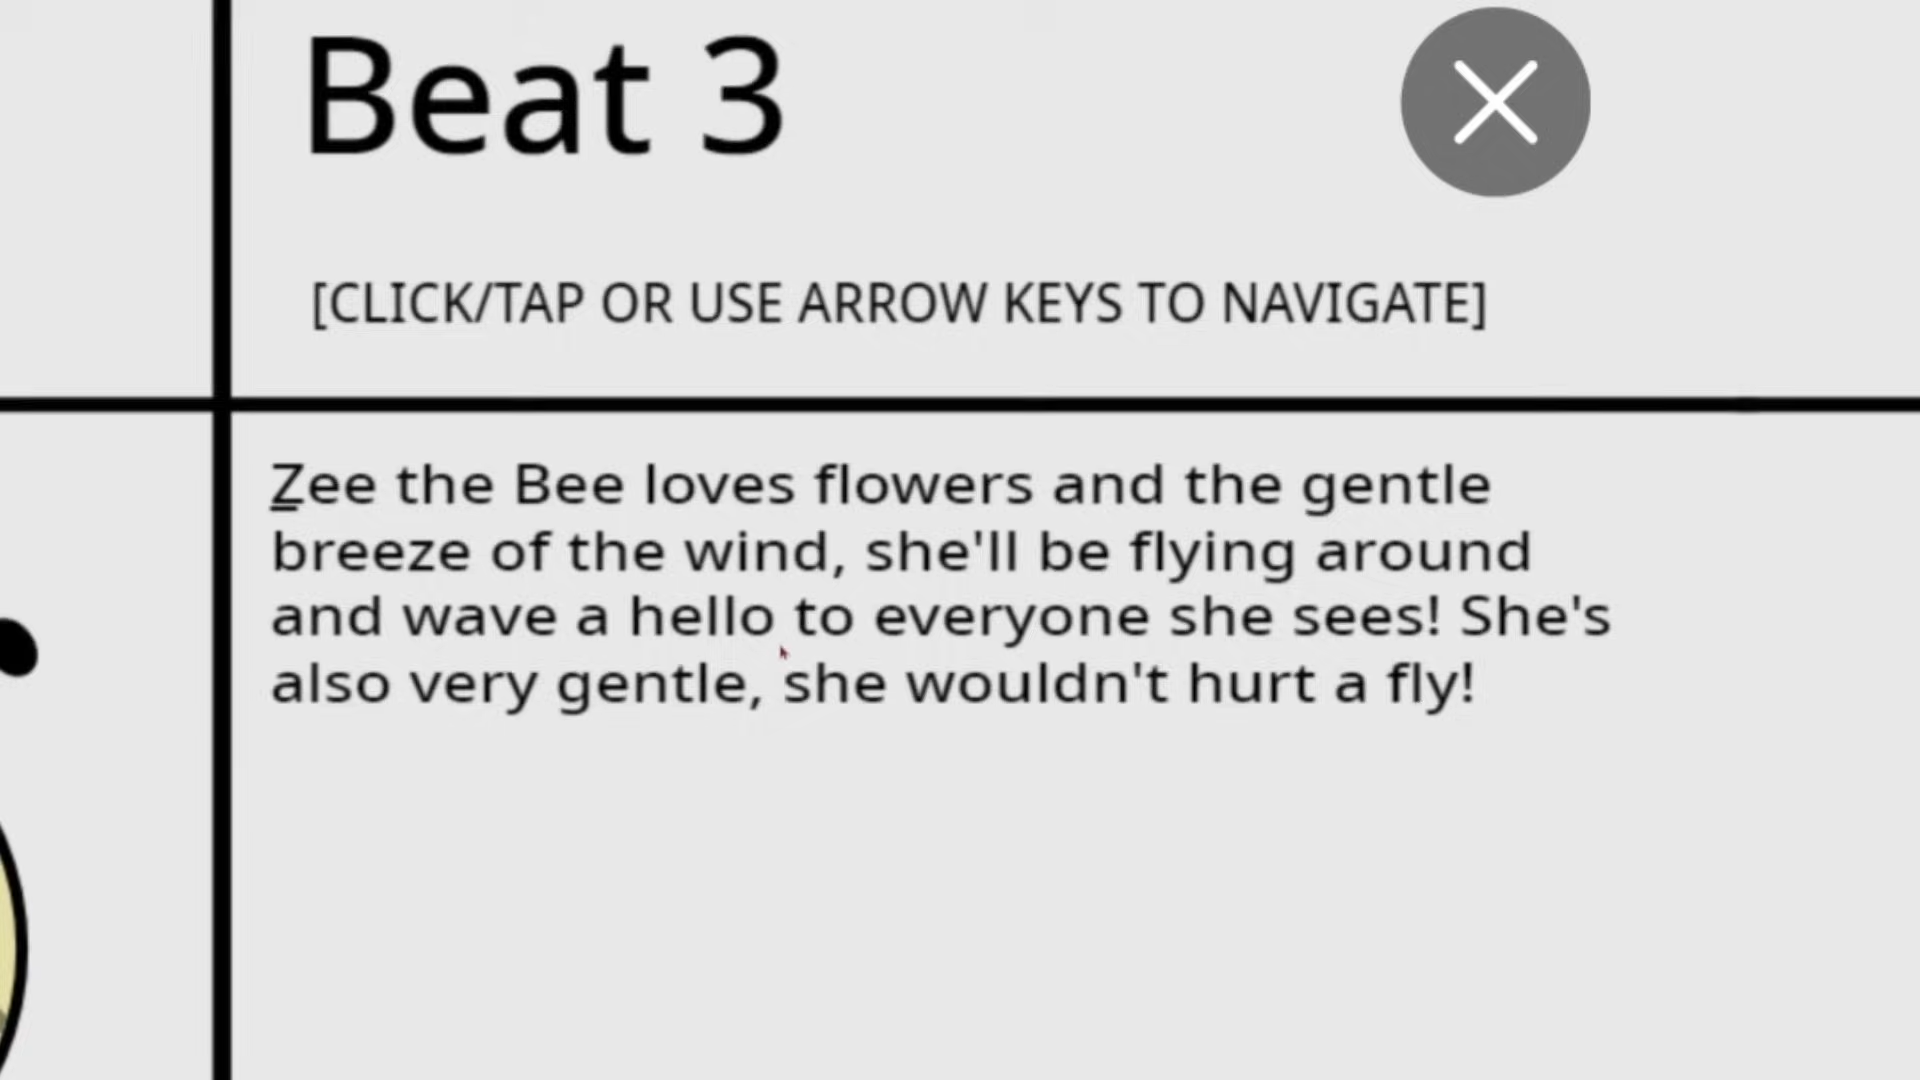 Beat 3
[CLICK/TAP OR USE ARROW KEYS TO NAVIGATE]
Zee the Bee loves flowers and the gentle
breeze of the wind, she'll be flying around
and wave a hello to everyone she sees! She's
also very gentle, she wouldn't hurt a fly!